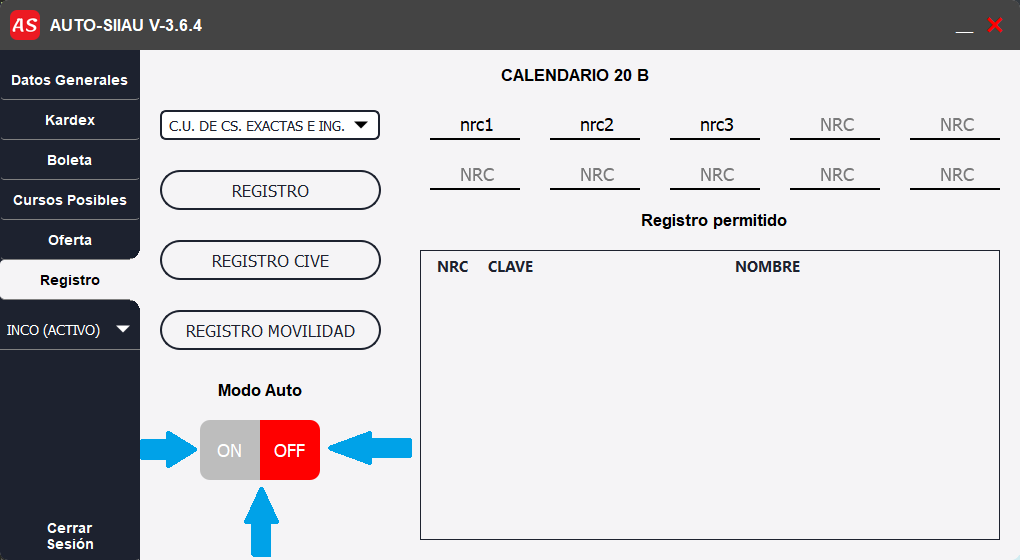 AS AUTO-SIIAU V-3.6.4
Datos Generales
Kardex
Boleta
Cursos Posibles
Oferta
Registro
INCO (ACTIVO)
Cerrar
Sesión
CALENDARIO 20 B
C.U. DE CS. EXACTAS E ING.
REGISTRO
REGISTRO CIVE
REGISTRO MOVILIDAD
Modo Auto
ON OFF
nrc1 nrc2 nrc3 NRC NRC
NRC NRC NRC NRC NRC
Registro permitido
NRC CLAVE NOMBRE